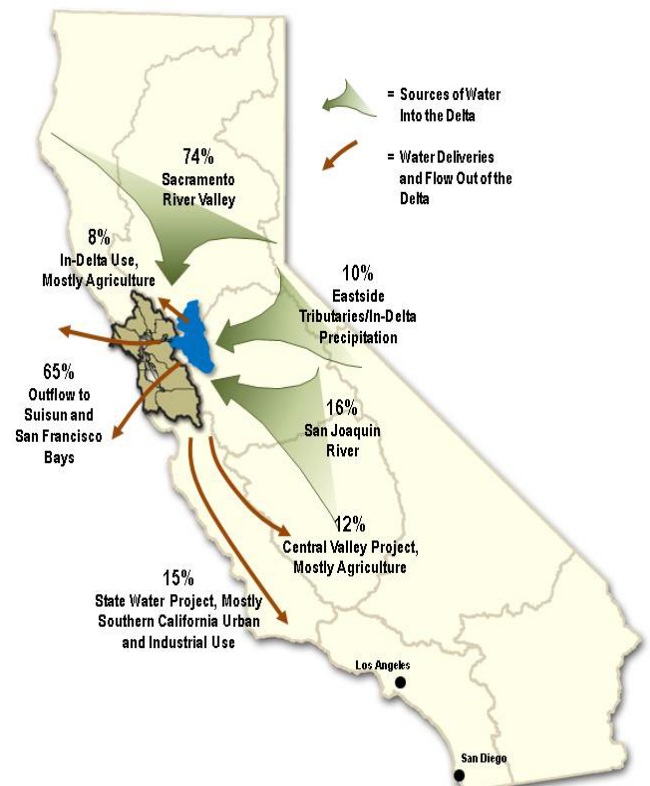 = Sources of Water
Into the Delta
= Water Deliveries
and Flow Out of the
Delta
74%
Sacramento
River Valley
8%
In-Delta Use,
Mostly Agriculture
10%
Eastside
Tributaries/In-Delta
Precipitation
65%
Outflow to
Suisun and
San Francisco
Bays
16%
San Joaquin
River
12%
Central Valley Project,
Mostly Agriculture
15%
State Water Project, Mostly
Southern California Urban
and Industrial Use
Los Angeles
San Diego